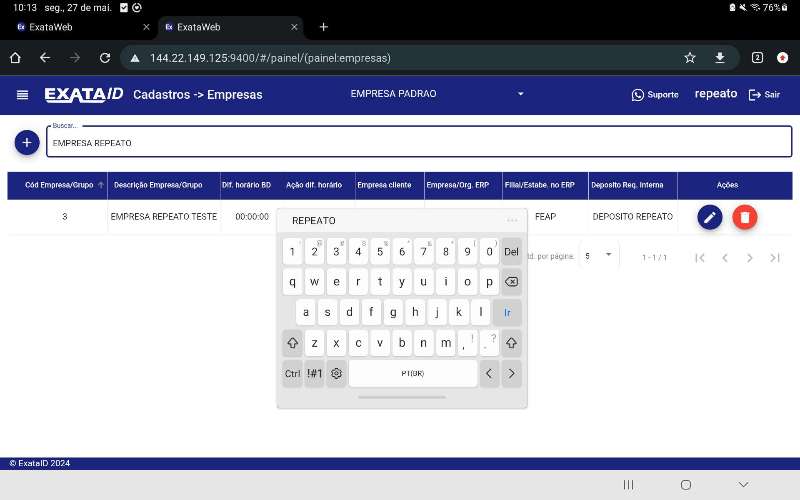 10:13 seg., 27 de mai. 76%
ExataWeb ExataWeb
144.22.149.125:9400/#/painel/(painel:empresas) 2
EXATAID Cadastros -> Empresas EMPRESA PADRAO Suporte repeato Sair
Buscar...
EMPRESA REPEATO
Cód Empresa/Grupo Descrição Empresa/Grupo Dif. horário BD Ação dif. horário Empresa cliente Empresa/Org. ERP Filial/Estabe. no ERP Deposito Req. Interna Ações
3 EMPRESA REPEATO TESTE 00:00:00 FEAP DEPOSITO REPEATO
td. por página: 5 1 - 1 / 1
REPEATO
1 2 3 4 5 6 7 8 9 0 Del
q w e r t y u i o p
a s d f g h j k l Ir
z x c v b n m , ! . ?
Ctrl !#1 PT(BR)
© ExataID 2024